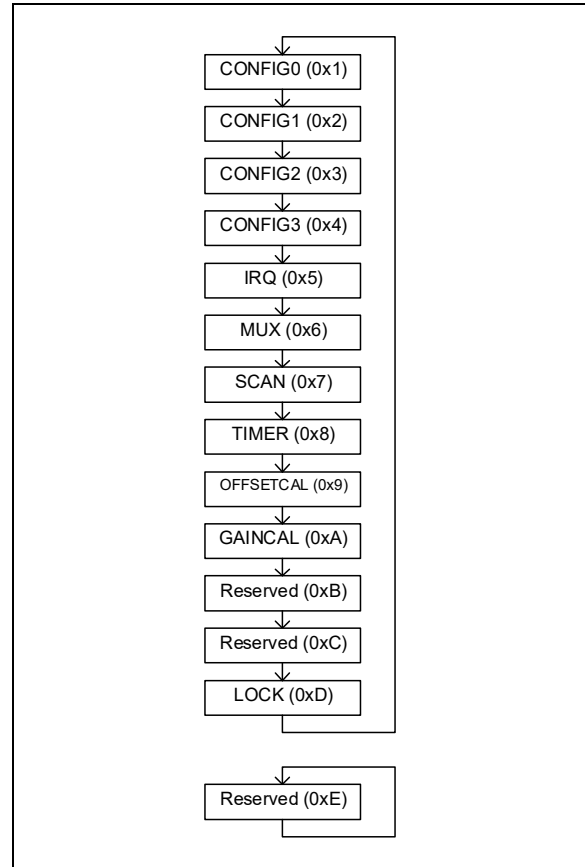 CONFIG0 (0x1)
CONFIG1 (0x2)
CONFIG2 (0x3)
CONFIG3 (0x4)
IRQ (0x5)
MUX (0x6)
SCAN (0x7)
TIMER (0x8)
OFFSETCAL (0x9)
GAINCAL (0xA)
Reserved (0xB)
Reserved (0xC)
LOCK (0xD)
Reserved (0xE)